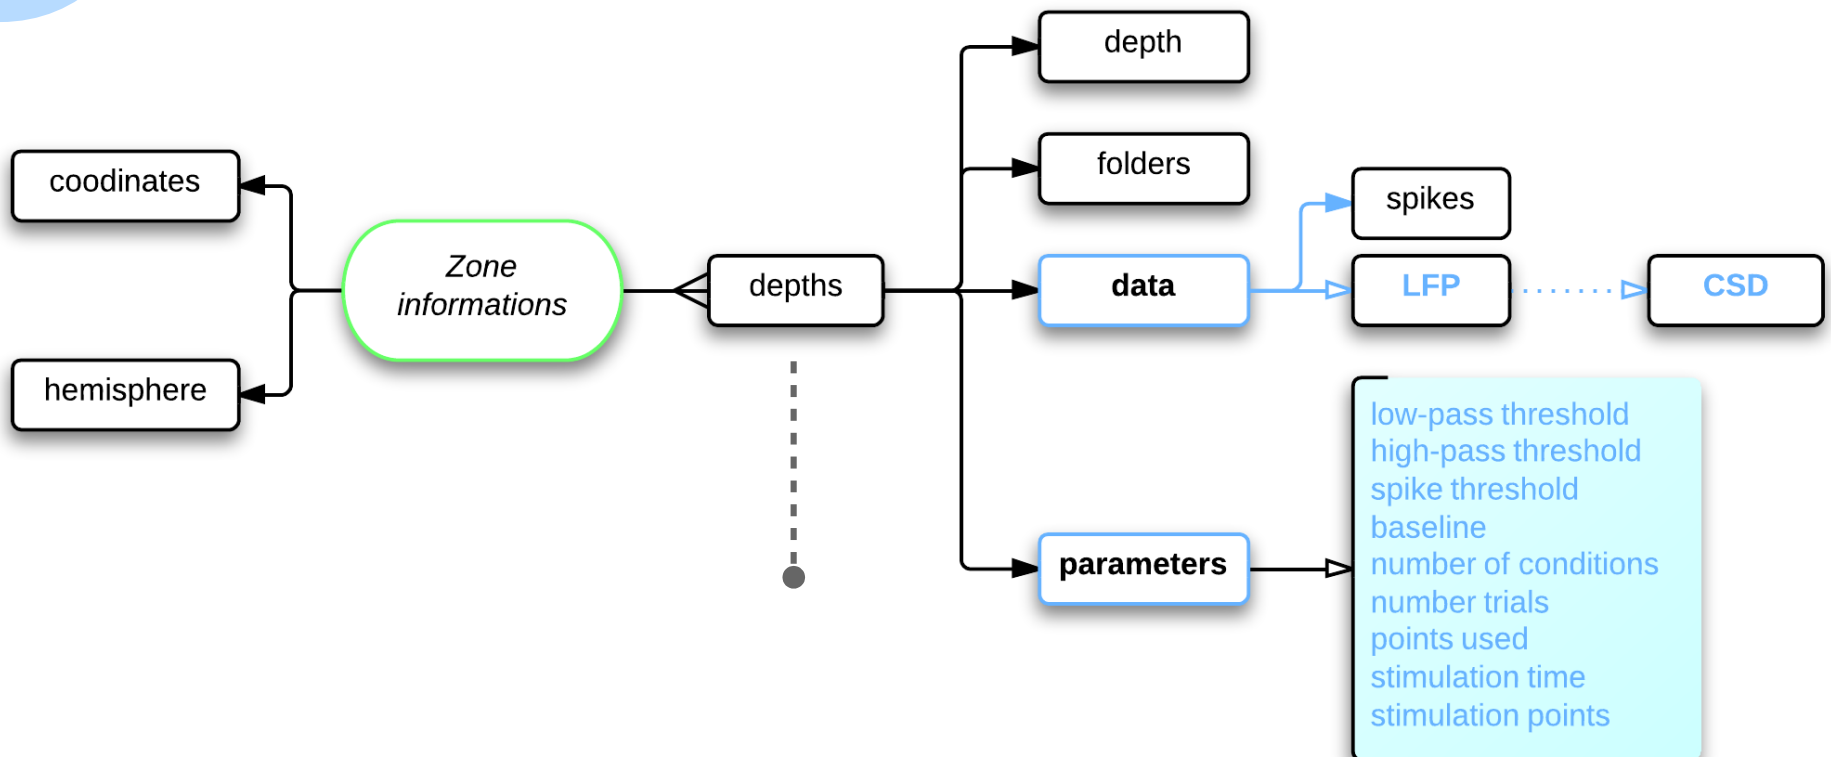 depth
folders
coodinates
spikes
Zone
informations
depths
data
LFP
CSD
hemisphere
low-pass threshold
high-pass threshold
spike threshold
baseline
number of conditions
number trials
points used
stimulation time
stimulation points
parameters